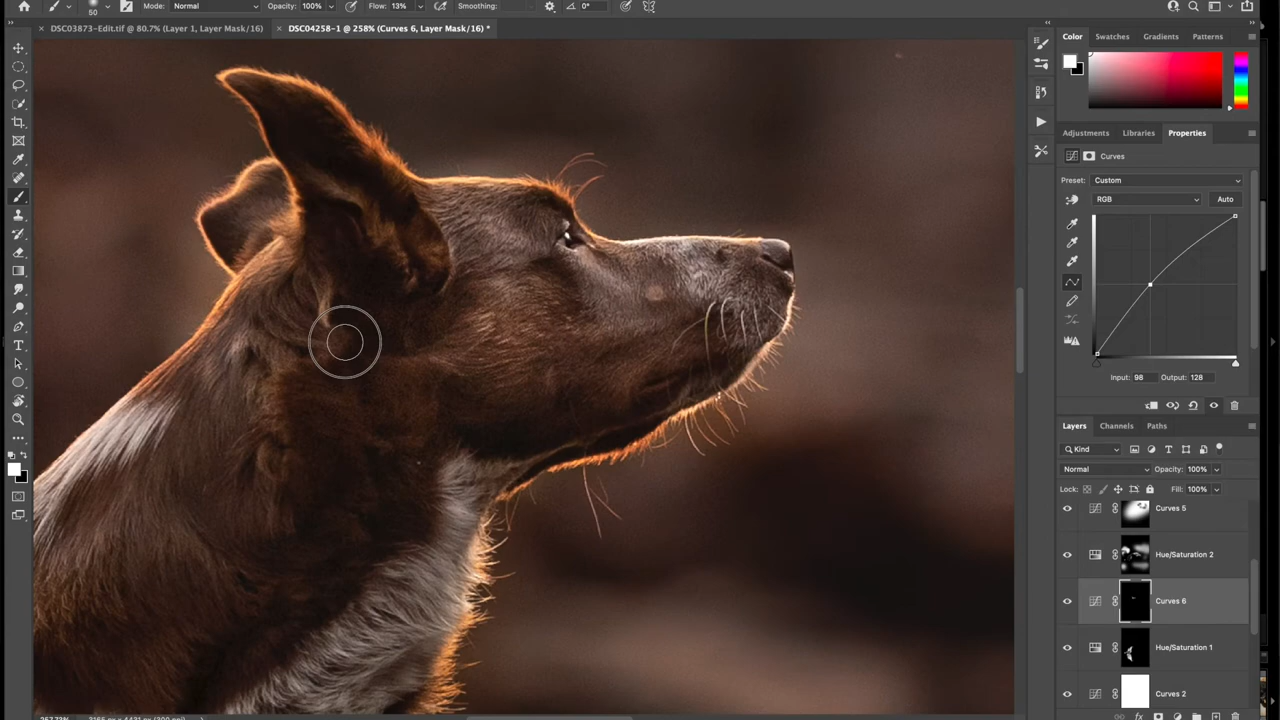 50 Mode: Normal Opacity: 100% Flow: 13% Smoothing: 0°
× DSC03873-Edit.tif @ 80.7% (Layer 1, Layer Mask/16) × DSC04258-1 @ 258% (Curves 6, Layer Mask/16) *
Color Swatches Gradients Patterns
Adjustments Libraries Properties
Curves
Preset: Custom
RGB Auto
Input: 98 Output: 128
Layers Channels Paths
Kind
Normal Opacity: 100%
Lock: Fill: 100%
Curves 5
Hue/Saturation 2
Curves 6
Hue/Saturation 1
Curves 2
fx